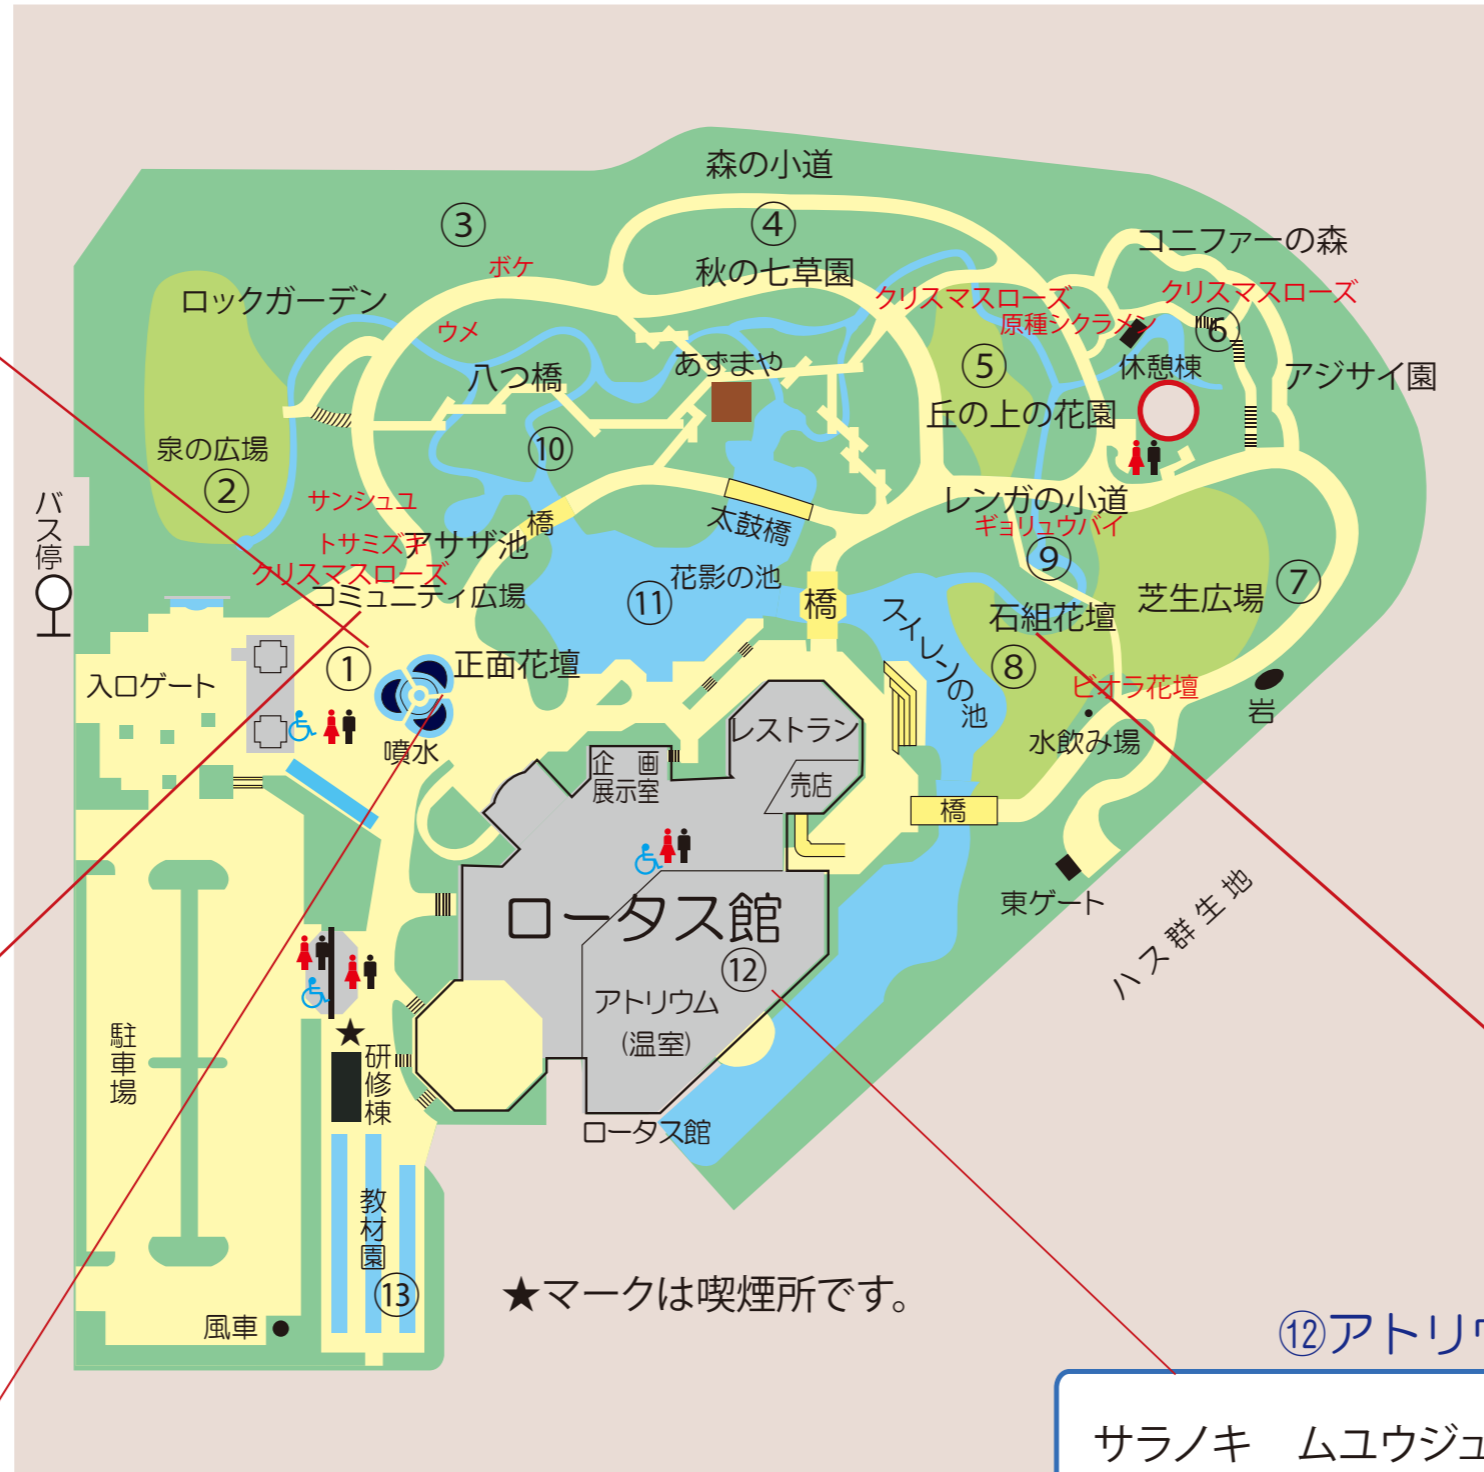 森の小道
③
④
コニファーの森
ボケ
秋の七草園
ロックガーデン
クリスマスローズ
クリスマスローズ
原種シクラメン
⑥
ウメ
あずまや
⑤
休憩棟
八つ橋
アジサイ園
丘の上の花園
泉の広場
⑩
②
バス停
サンシュユ
レンガの小道
トサミズキ
アサザ池
橋
太鼓橋
ギョリュウバイ
⑨
クリスマスローズ
花影の池
⑦
コミュニティ広場
⑪
橋
芝生広場
ストレンの池
石組花壇
①
正面花壇
⑧
入口ゲート
ビオラ花壇
岩
噴水
レストラン
水飲み場
企画
展示室
売店
橋
東ゲート
ハス群生地
ロータス館
⑫
アトリウム
(温室)
駐車場
★
研修棟
ロータス館
教材園
⑬
風車
★マークは喫煙所です。
⑫アトリウ
サラノキ　ムユウジュ